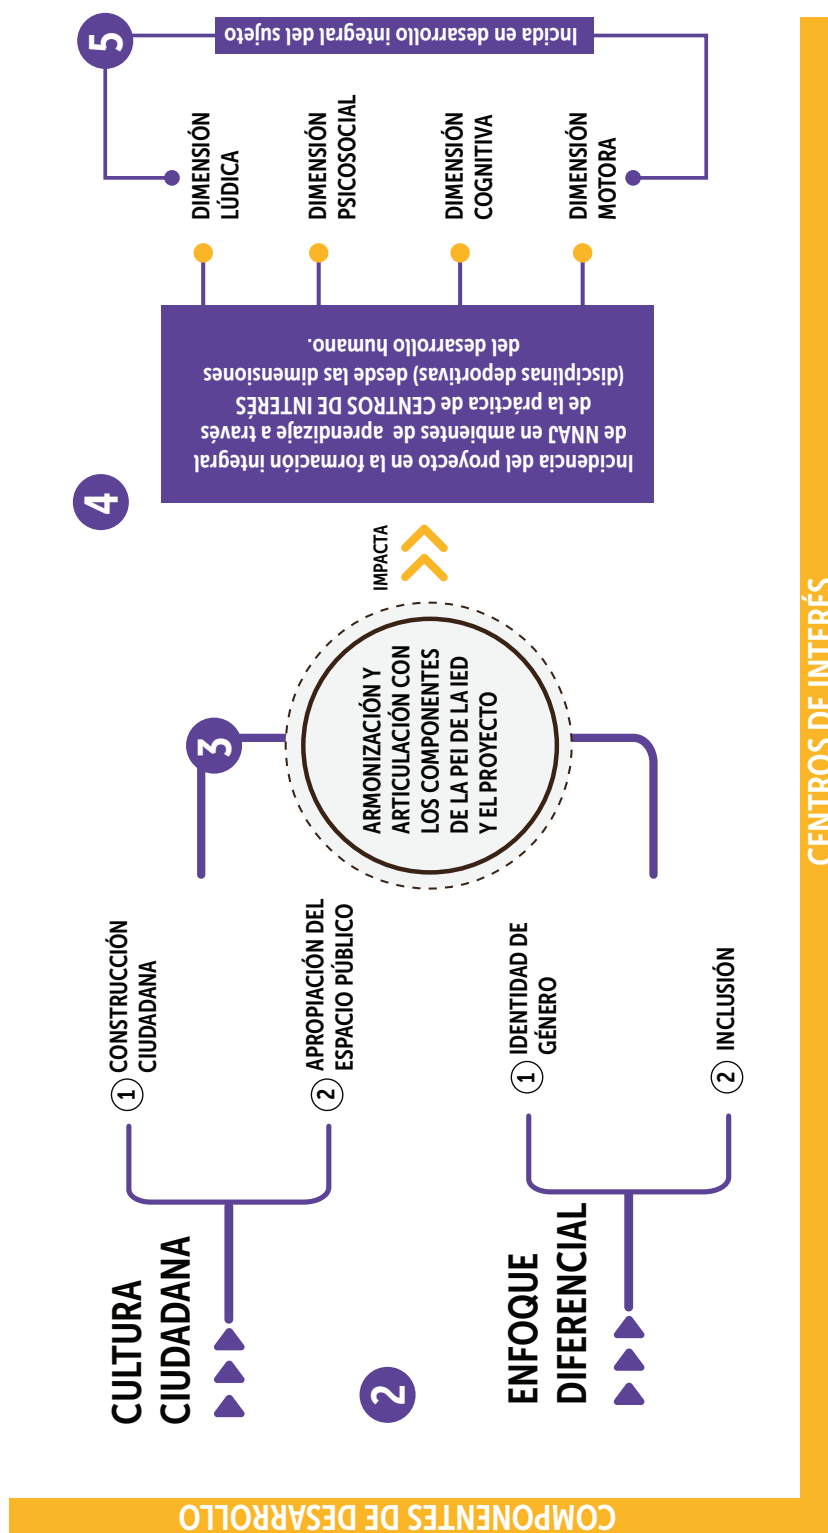 COMPONENTES DE DESARROLLO
2
CULTURA
CIUDADANA
1
CONSTRUCCIÓN
CIUDADANA
2
APROPIACIÓN DEL
ESPACIO PÚBLICO
ENFOQUE
DIFERENCIAL
1
IDENTIDAD DE
GÉNERO
2
INCLUSIÓN
3
ARMONIZACIÓN Y
ARTICULACIÓN CON
LOS COMPONENTES
DE LA PEI DE LA IED
Y EL PROYECTO
IMPACTA
4
Incidencia del proyecto en la formación integral
de NNAJ en ambientes de aprendizaje a través
de la práctica de CENTROS DE INTERÉS
(disciplinas deportivas) desde las dimensiones
del desarrollo humano.
DIMENSIÓN
LÚDICA
DIMENSIÓN
PSICOSOCIAL
DIMENSIÓN
COGNITIVA
DIMENSIÓN
MOTORA
5
Incida en desarrollo integral del sujeto
CENTROS DE INTERÉS